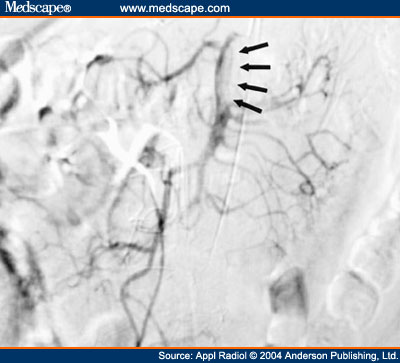 Medscape® www.medscape.com
Source: Appl Radiol © 2004 Anderson Publishing, Ltd.